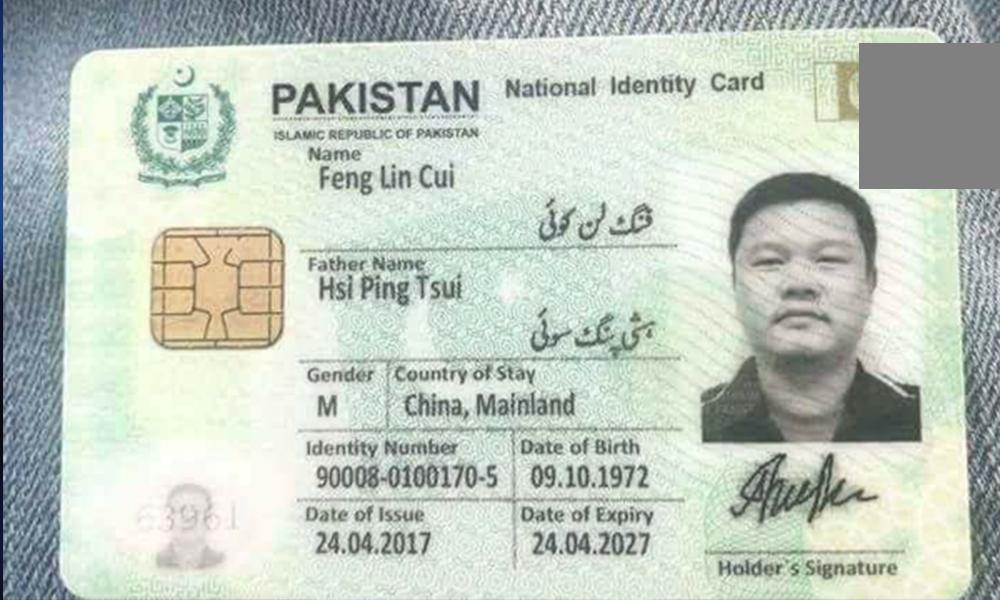 PAKISTAN National Identity Card
ISLAMIC REPUBLIC OF PAKISTAN
Name
Feng Lin Cui
فنگ لن کوئی
Father Name
Hsi Ping Tsui
ہشی پنگ سوئی
Gender Country of Stay
M China, Mainland
Identity Number Date of Birth
90008-0100170-5 09.10.1972
Date of Issue Date of Expiry
24.04.2017 24.04.2027
63961
Holder's Signature